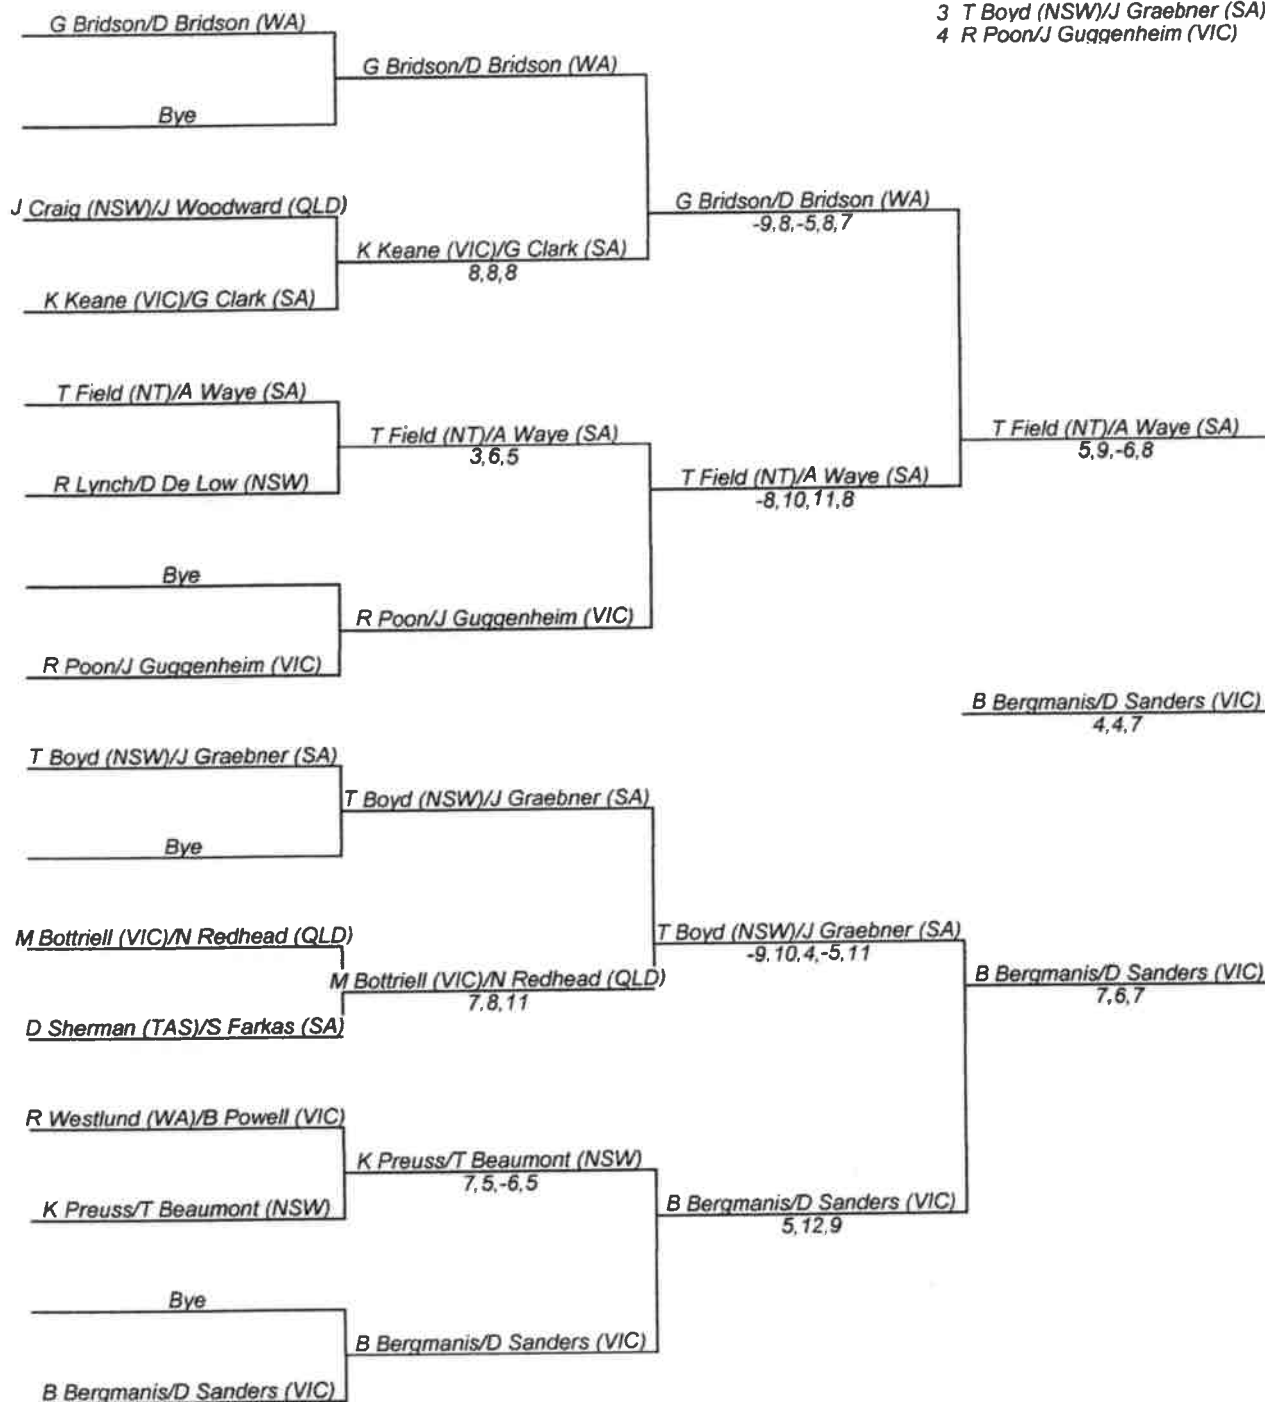 3 T Boyd (NSW)/J Graebner (SA)
4 R Poon/J Guggenheim (VIC)
G Bridson/D Bridson (WA)
G Bridson/D Bridson (WA)
Bye
J Craig (NSW)/J Woodward (QLD)
G Bridson/D Bridson (WA)
-9,8,-5,8,7
K Keane (VIC)/G Clark (SA)
8,8,8
K Keane (VIC)/G Clark (SA)
T Field (NT)/A Waye (SA)
T Field (NT)/A Waye (SA)
3,6,5
T Field (NT)/A Waye (SA)
5,9,-6,8
R Lynch/D De Low (NSW)
T Field (NT)/A Waye (SA)
-8,10,11,8
Bye
R Poon/J Guggenheim (VIC)
R Poon/J Guggenheim (VIC)
B Bergmanis/D Sanders (VIC)
4,4,7
T Boyd (NSW)/J Graebner (SA)
T Boyd (NSW)/J Graebner (SA)
Bye
M Bottriell (VIC)/N Redhead (QLD)
T Boyd (NSW)/J Graebner (SA)
-9,10,4,-5,11
M Bottriell (VIC)/N Redhead (QLD)
7,8,11
B Bergmanis/D Sanders (VIC)
7,6,7
D Sherman (TAS)/S Farkas (SA)
R Westlund (WA)/B Powell (VIC)
K Preuss/T Beaumont (NSW)
7,5,-6,5
K Preuss/T Beaumont (NSW)
B Bergmanis/D Sanders (VIC)
5,12,9
Bye
B Bergmanis/D Sanders (VIC)
B Bergmanis/D Sanders (VIC)